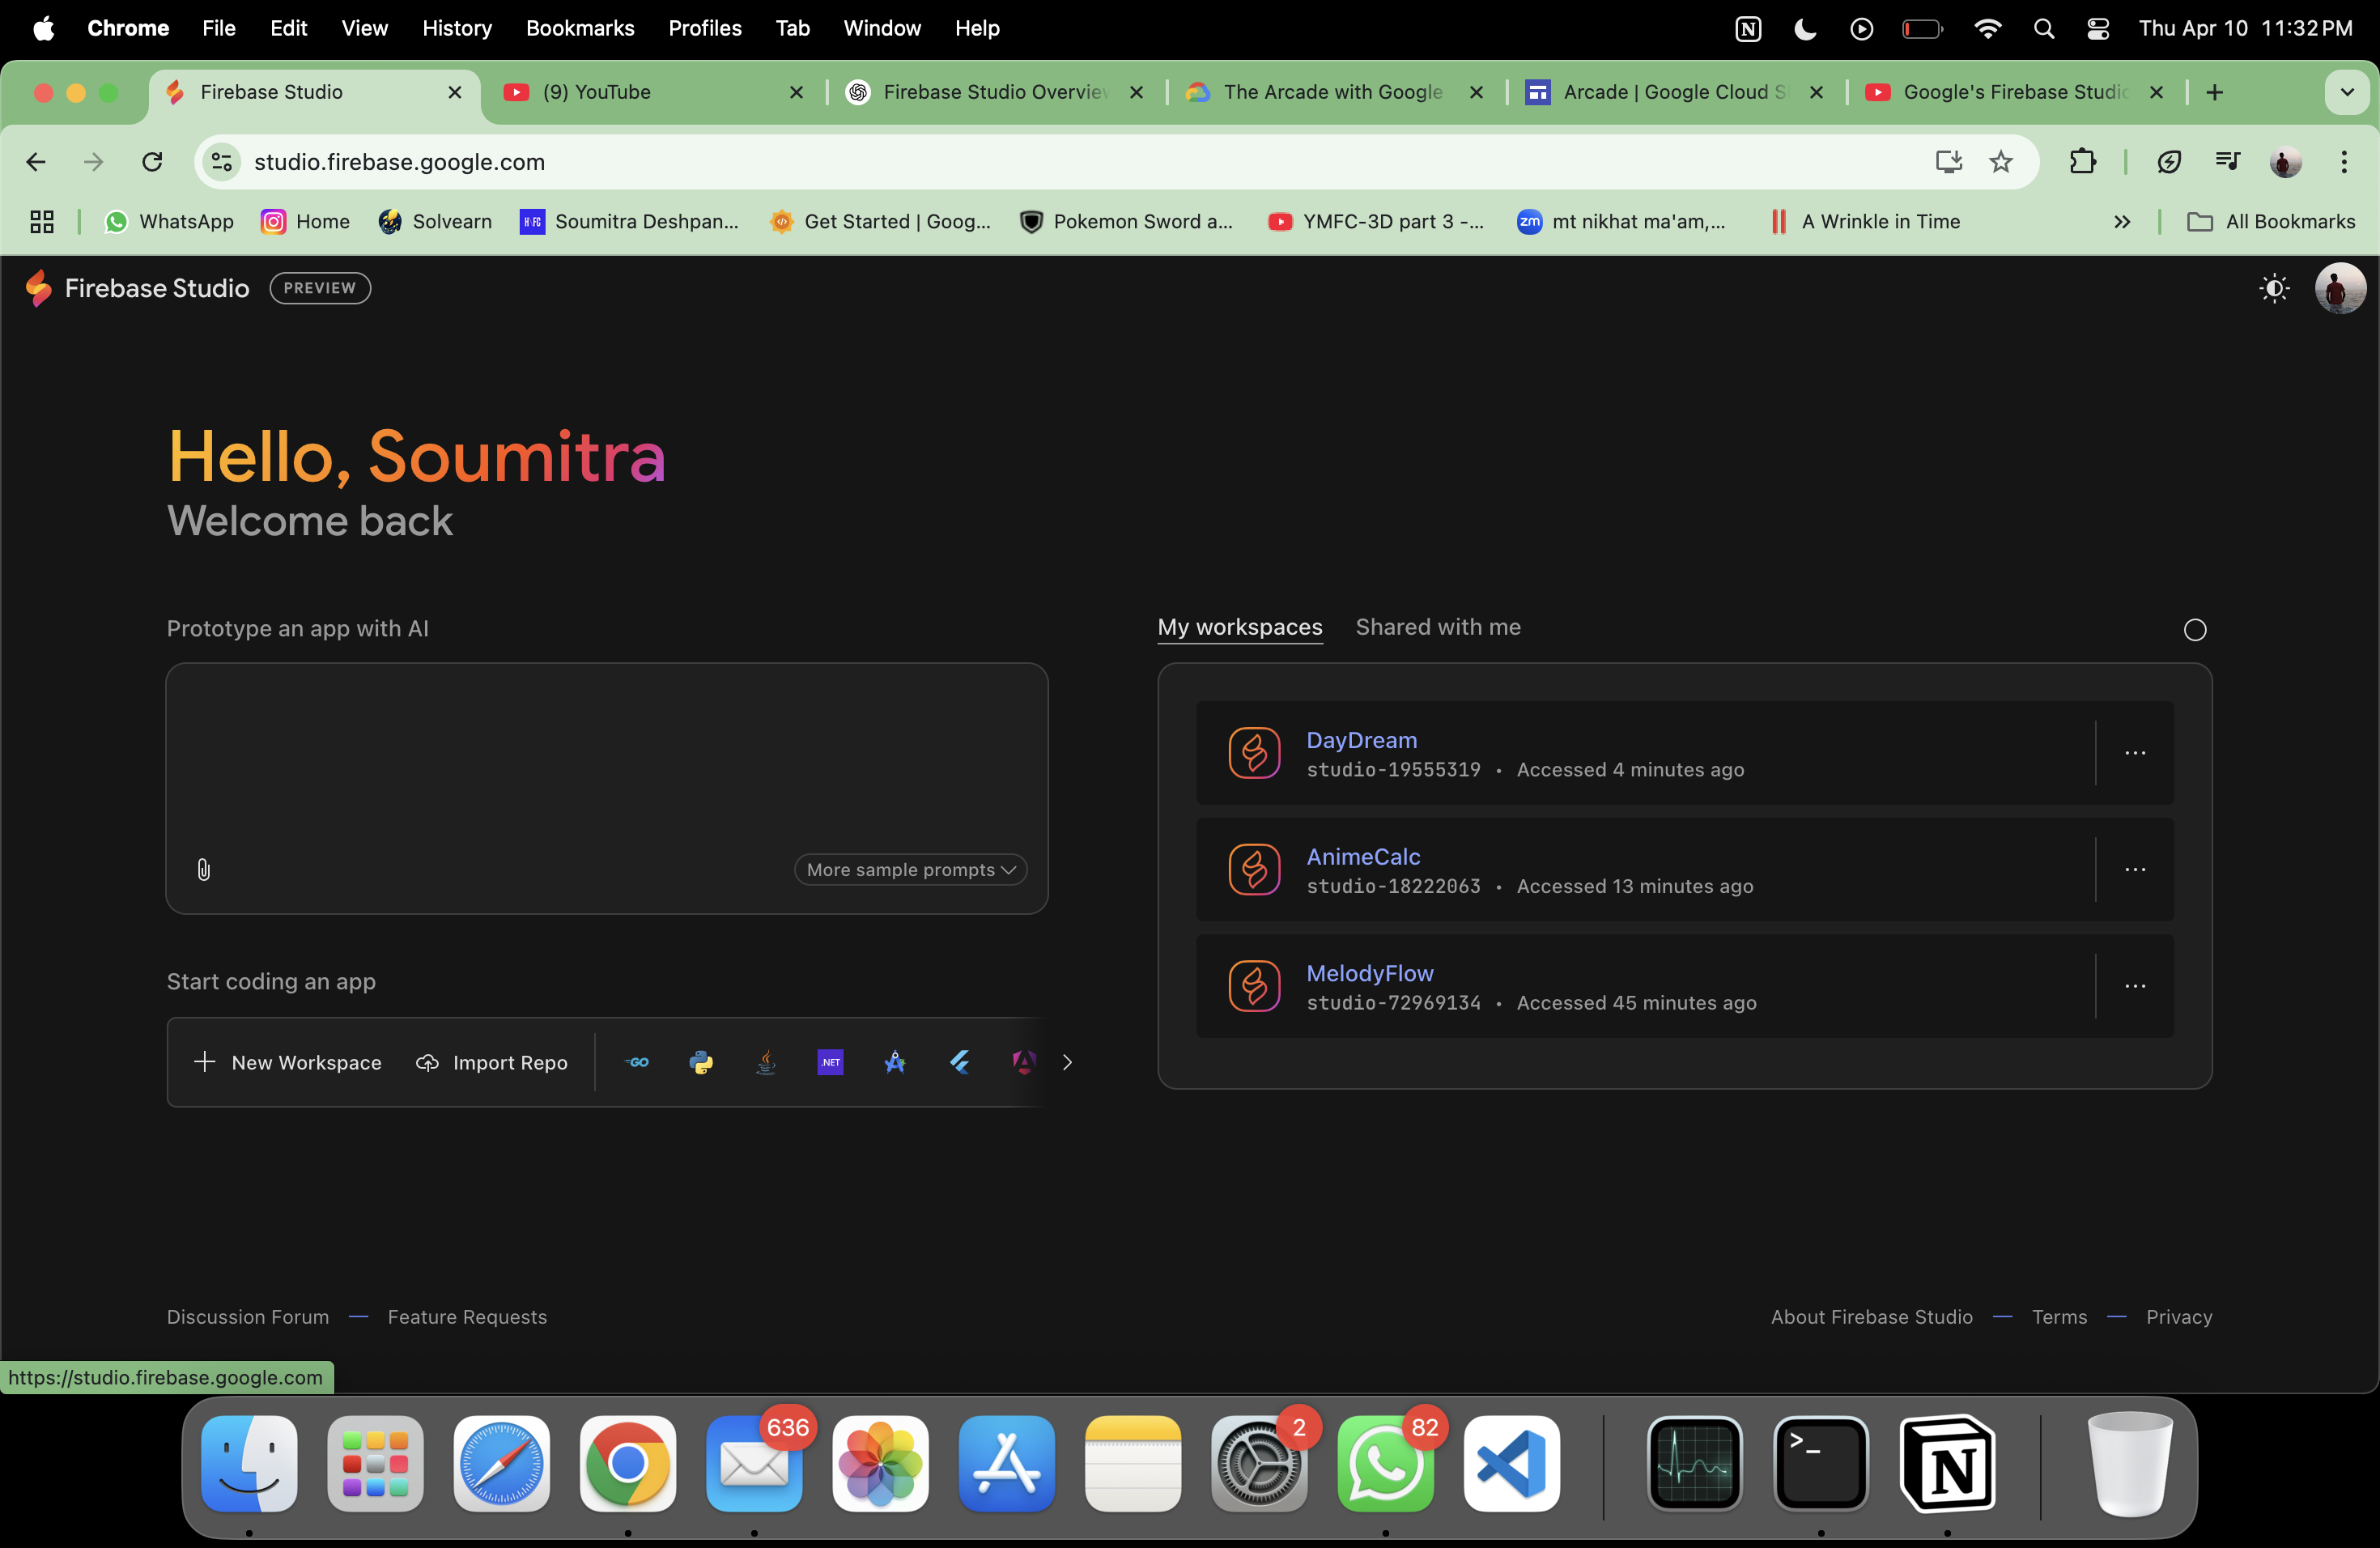 Chrome File Edit View History Bookmarks Profiles Tab Window Help
Thu Apr 10 11:32 PM
Firebase Studio
(9) YouTube
Firebase Studio Overview
The Arcade with Google
Arcade | Google Cloud S
Google's Firebase Studio
studio.firebase.google.com
WhatsApp
Home
Solvearn
H-FC
Soumitra Deshpan...
Get Started | Goog...
Pokemon Sword a...
YMFC-3D part 3 -...
zm
mt nikhat ma'am,...
A Wrinkle in Time
All Bookmarks
Firebase Studio PREVIEW
Hello, Soumitra
Welcome back
Prototype an app with AI
More sample prompts
Start coding an app
New Workspace
Import Repo
GO
.NET
My workspaces
Shared with me
DayDream
studio-19555319 • Accessed 4 minutes ago
AnimeCalc
studio-18222063 • Accessed 13 minutes ago
MelodyFlow
studio-72969134 • Accessed 45 minutes ago
Discussion Forum — Feature Requests
About Firebase Studio — Terms — Privacy
https://studio.firebase.google.com
636
2
82